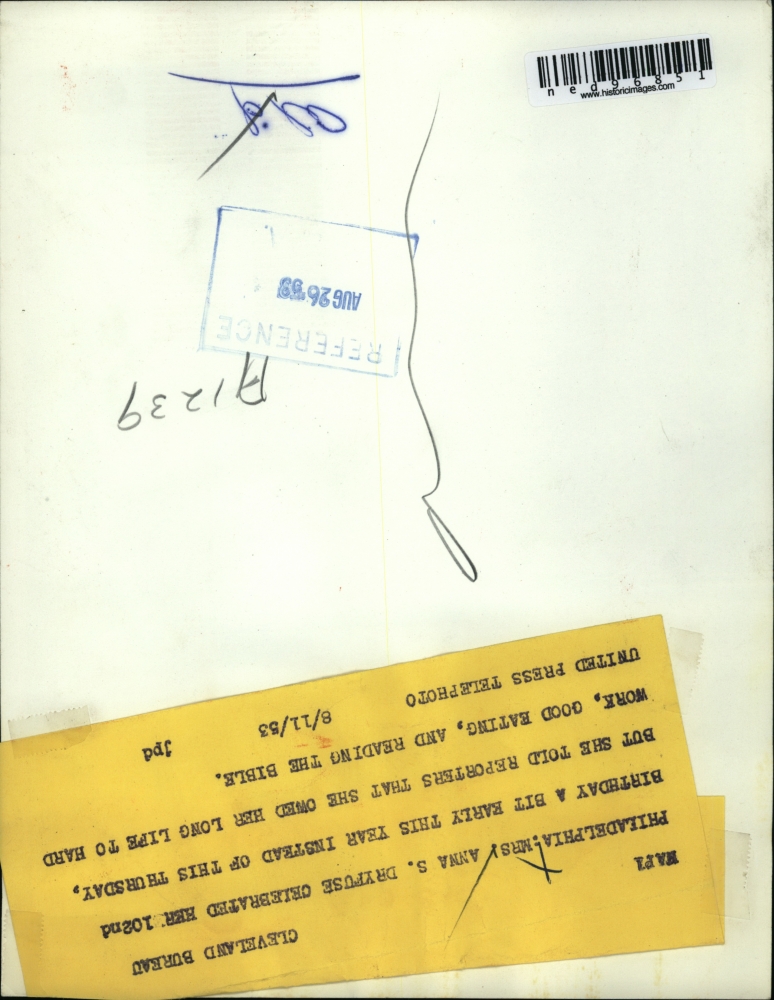 ned96851
www.historicimages.com
REFERENCE
AUG 26 53
A1239
CLEVELAND BUREAU
MAP1
PHILADELPHIA:MRS. ANNA S. DRYFUSE CELEBRATED HER 102nd
BIRTHDAY A BIT EARLY THIS YEAR INSTEAD OF THIS THURSDAY,
BUT SHE TOLD REPORTERS THAT SHE OWED HER LONG LIFE TO HARD
WORK, GOOD EATING, AND READING THE BIBLE.
UNITED PRESS TELEPHOTO 8/11/53 jpd